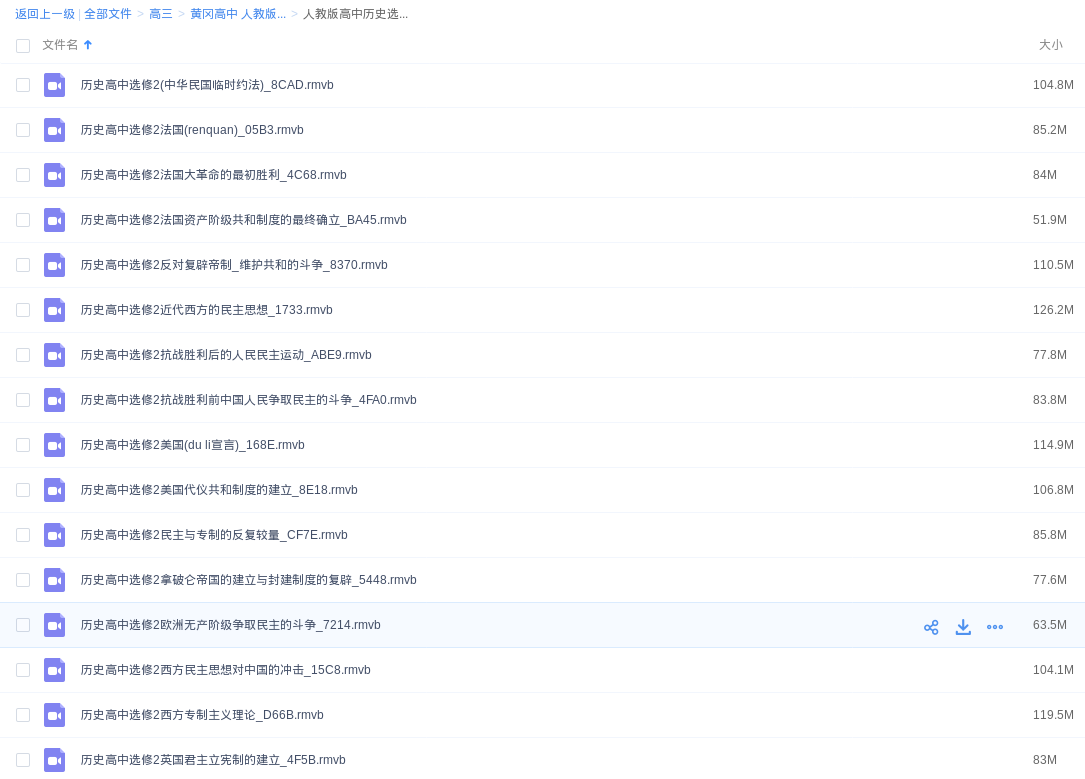 返回上一级 | 全部文件 > 高三 > 黄冈高中 人教版... > 人教版高中历史选...
文件名 大小
历史高中选修2(中华民国临时约法)_8CAD.rmvb 104.8M
历史高中选修2法国(renquan)_05B3.rmvb 85.2M
历史高中选修2法国大革命的最初胜利_4C68.rmvb 84M
历史高中选修2法国资产阶级共和制度的最终确立_BA45.rmvb 51.9M
历史高中选修2反对复辟帝制_维护共和的斗争_8370.rmvb 110.5M
历史高中选修2近代西方的民主思想_1733.rmvb 126.2M
历史高中选修2抗战胜利后的人民民主运动_ABE9.rmvb 77.8M
历史高中选修2抗战胜利前中国人民争取民主的斗争_4FA0.rmvb 83.8M
历史高中选修2美国(du li宣言)_168E.rmvb 114.9M
历史高中选修2美国代仪共和制度的建立_8E18.rmvb 106.8M
历史高中选修2民主与专制的反复较量_CF7E.rmvb 85.8M
历史高中选修2拿破仑帝国的建立与封建制度的复辟_5448.rmvb 77.6M
历史高中选修2欧洲无产阶级争取民主的斗争_7214.rmvb 63.5M
历史高中选修2西方民主思想对中国的冲击_15C8.rmvb 104.1M
历史高中选修2西方专制主义理论_D66B.rmvb 119.5M
历史高中选修2英国君主立宪制的建立_4F5B.rmvb 83M